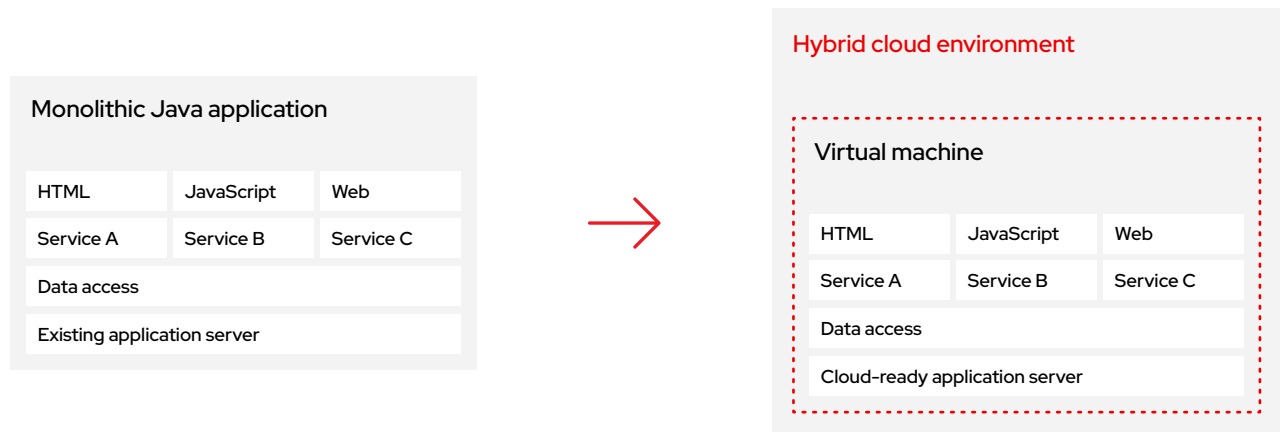 Monolithic Java application
HTML JavaScript Web
Service A Service B Service C
Data access
Existing application server
Hybrid cloud environment
Virtual machine
HTML JavaScript Web
Service A Service B Service C
Data access
Cloud-ready application server